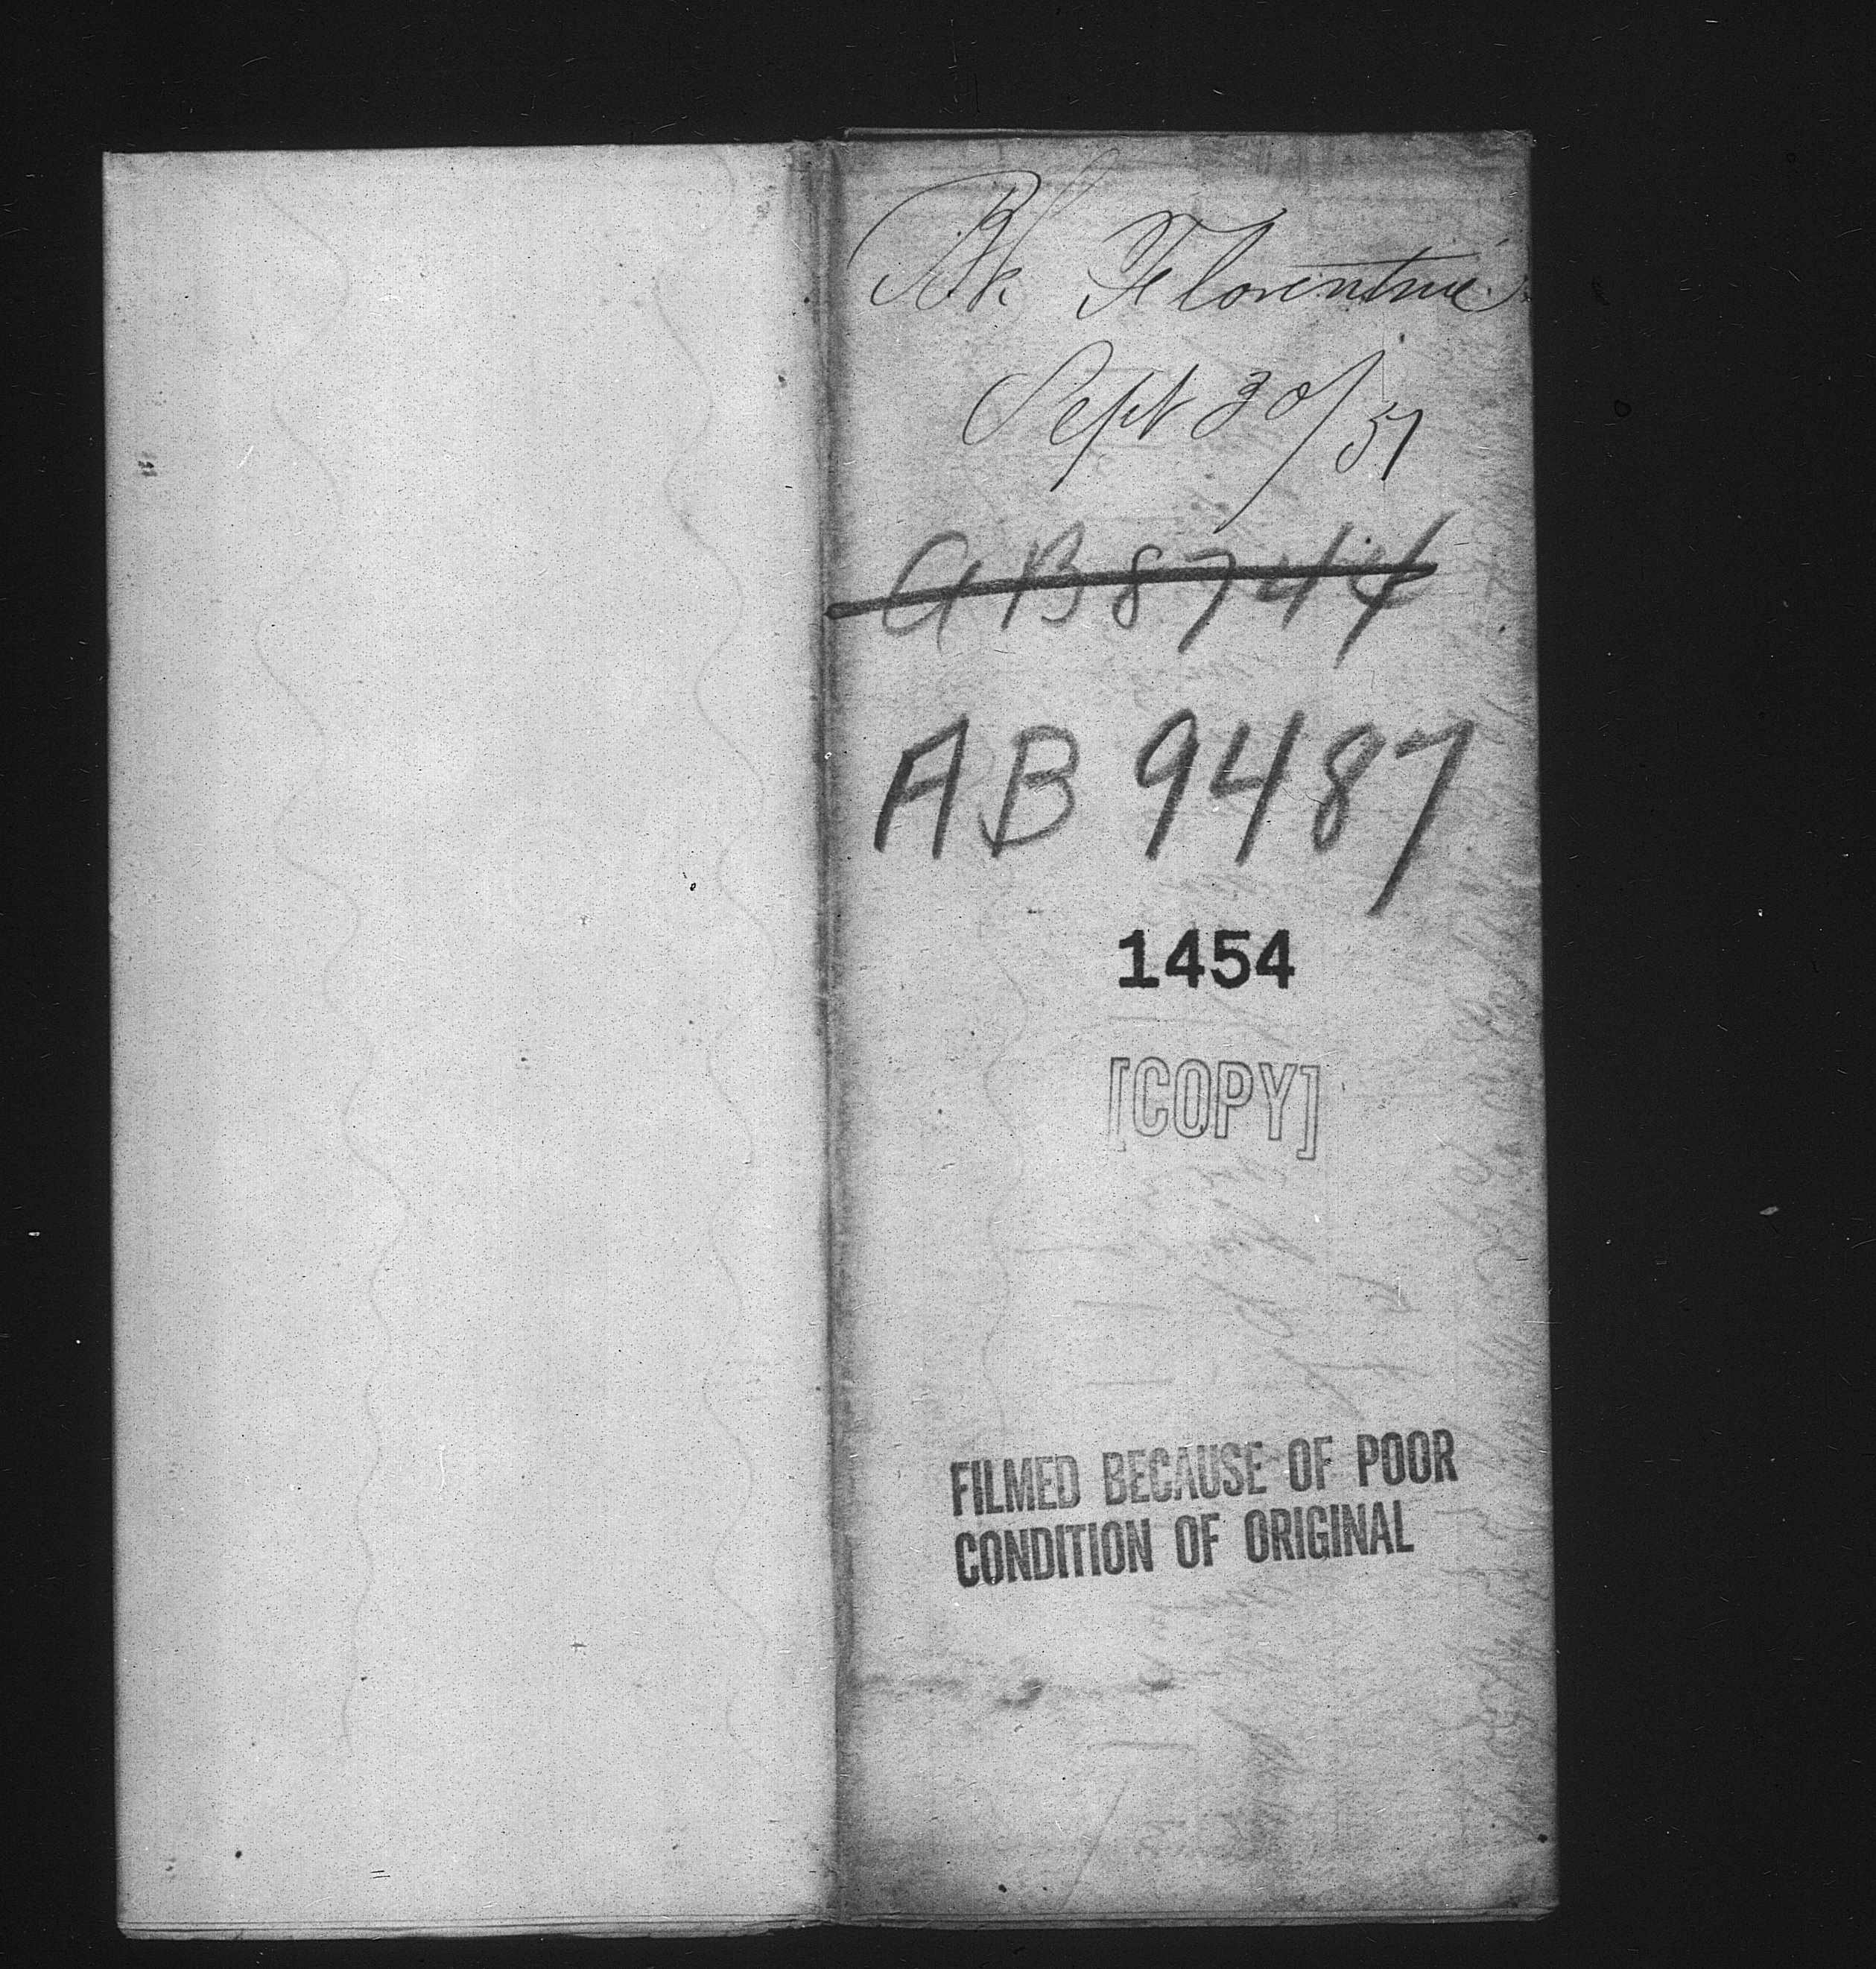 Bk Florentine
Sept 30/51
AB 8744
AB 9487
1454
[COPY]
FILMED BECAUSE OF POOR
CONDITION OF ORIGINAL